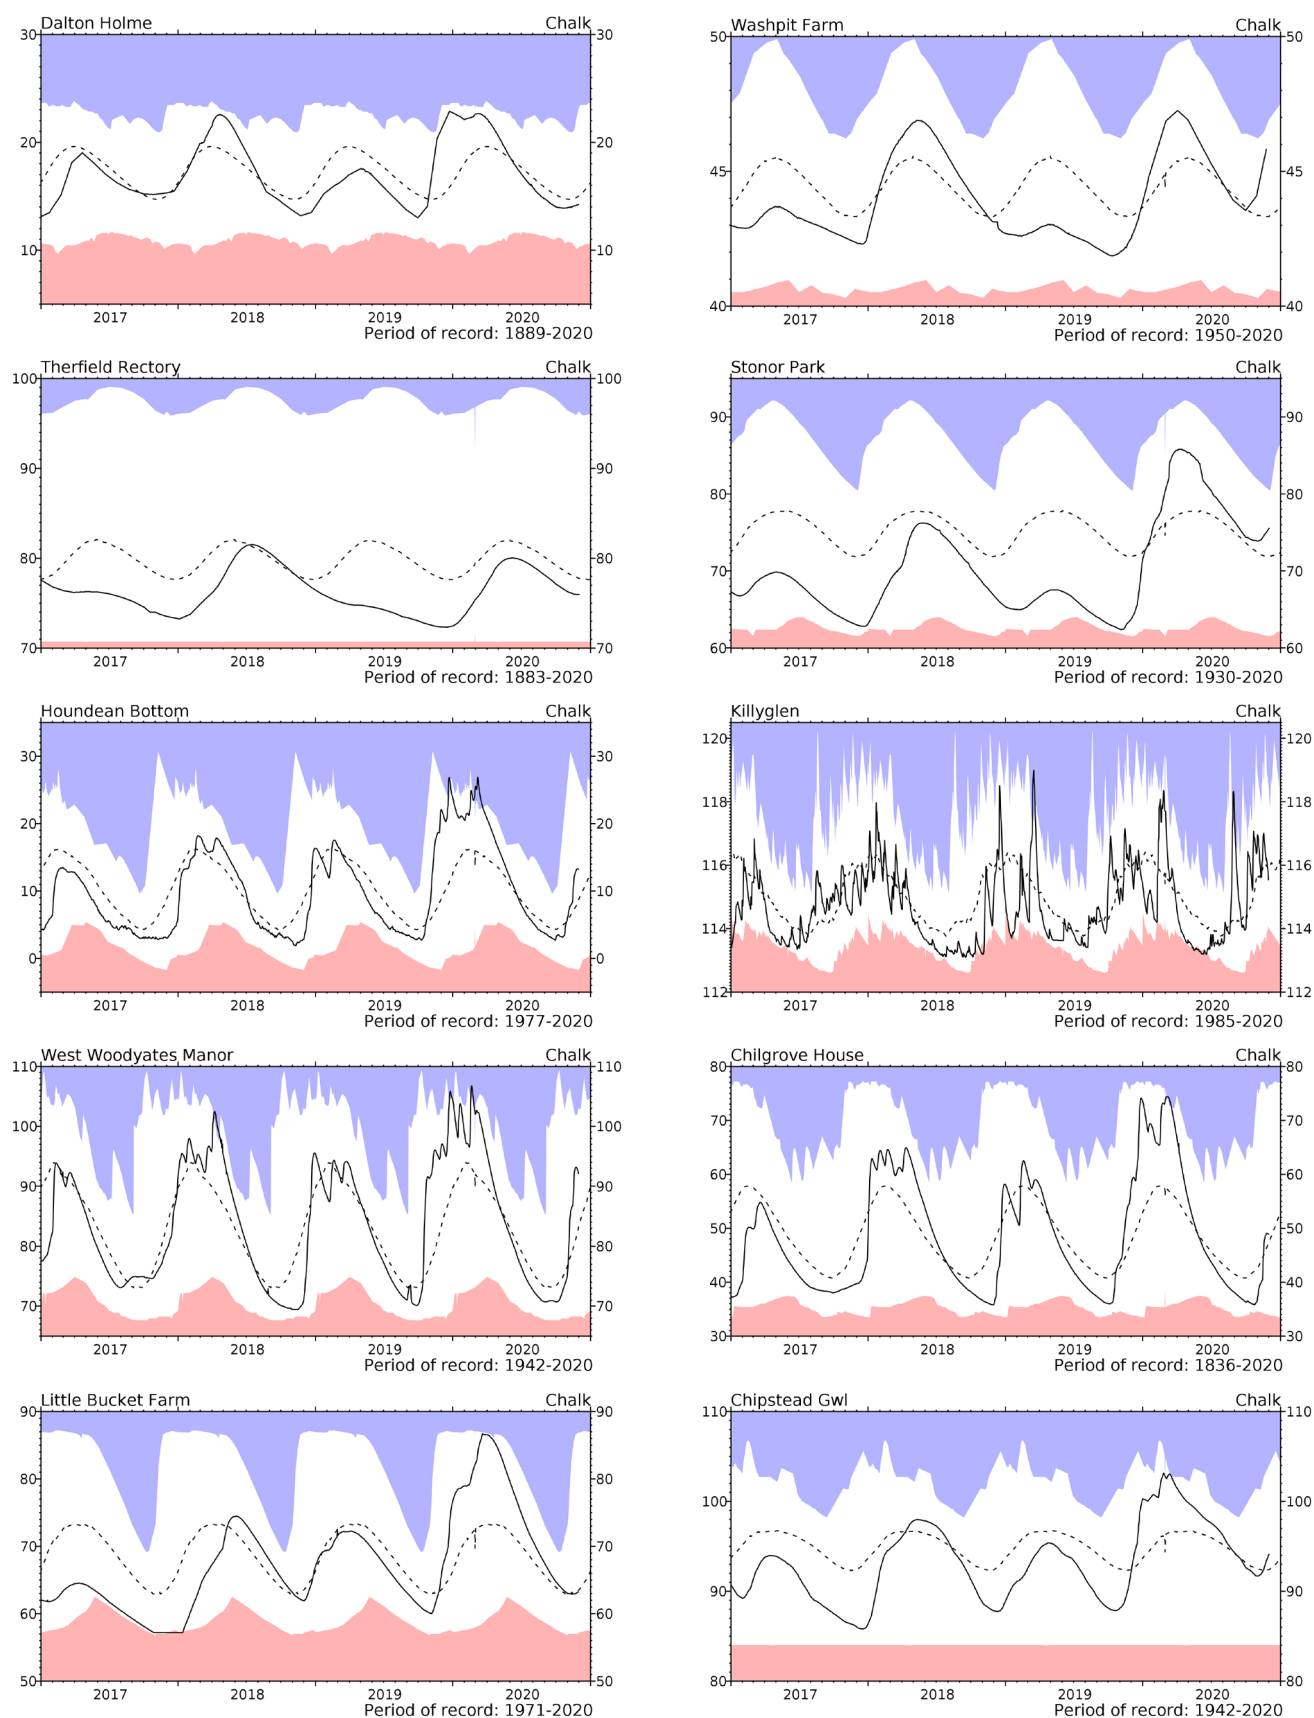 Dalton Holme Chalk
30 30
20 20
10 10
2017 2018 2019 2020
Period of record: 1889-2020
Washpit Farm Chalk
50 50
45 45
40 40
2017 2018 2019 2020
Period of record: 1950-2020
Therfield Rectory Chalk
100 100
90 90
80 80
70 70
2017 2018 2019 2020
Period of record: 1883-2020
Stonor Park Chalk
90 90
80 80
70 70
60 60
2017 2018 2019 2020
Period of record: 1930-2020
Houndean Bottom Chalk
30 30
20 20
10 10
0 0
2017 2018 2019 2020
Period of record: 1977-2020
Killyglen Chalk
120 120
118 118
116 116
114 114
112 112
2017 2018 2019 2020
Period of record: 1985-2020
West Woodyates Manor Chalk
110 110
100 100
90 90
80 80
70 70
2017 2018 2019 2020
Period of record: 1942-2020
Chilgrove House Chalk
80 80
70 70
60 60
50 50
40 40
30 30
2017 2018 2019 2020
Period of record: 1836-2020
Little Bucket Farm Chalk
90 90
80 80
70 70
60 60
50 50
2017 2018 2019 2020
Period of record: 1971-2020
Chipstead Gwl Chalk
110 110
100 100
90 90
80 80
2017 2018 2019 2020
Period of record: 1942-2020